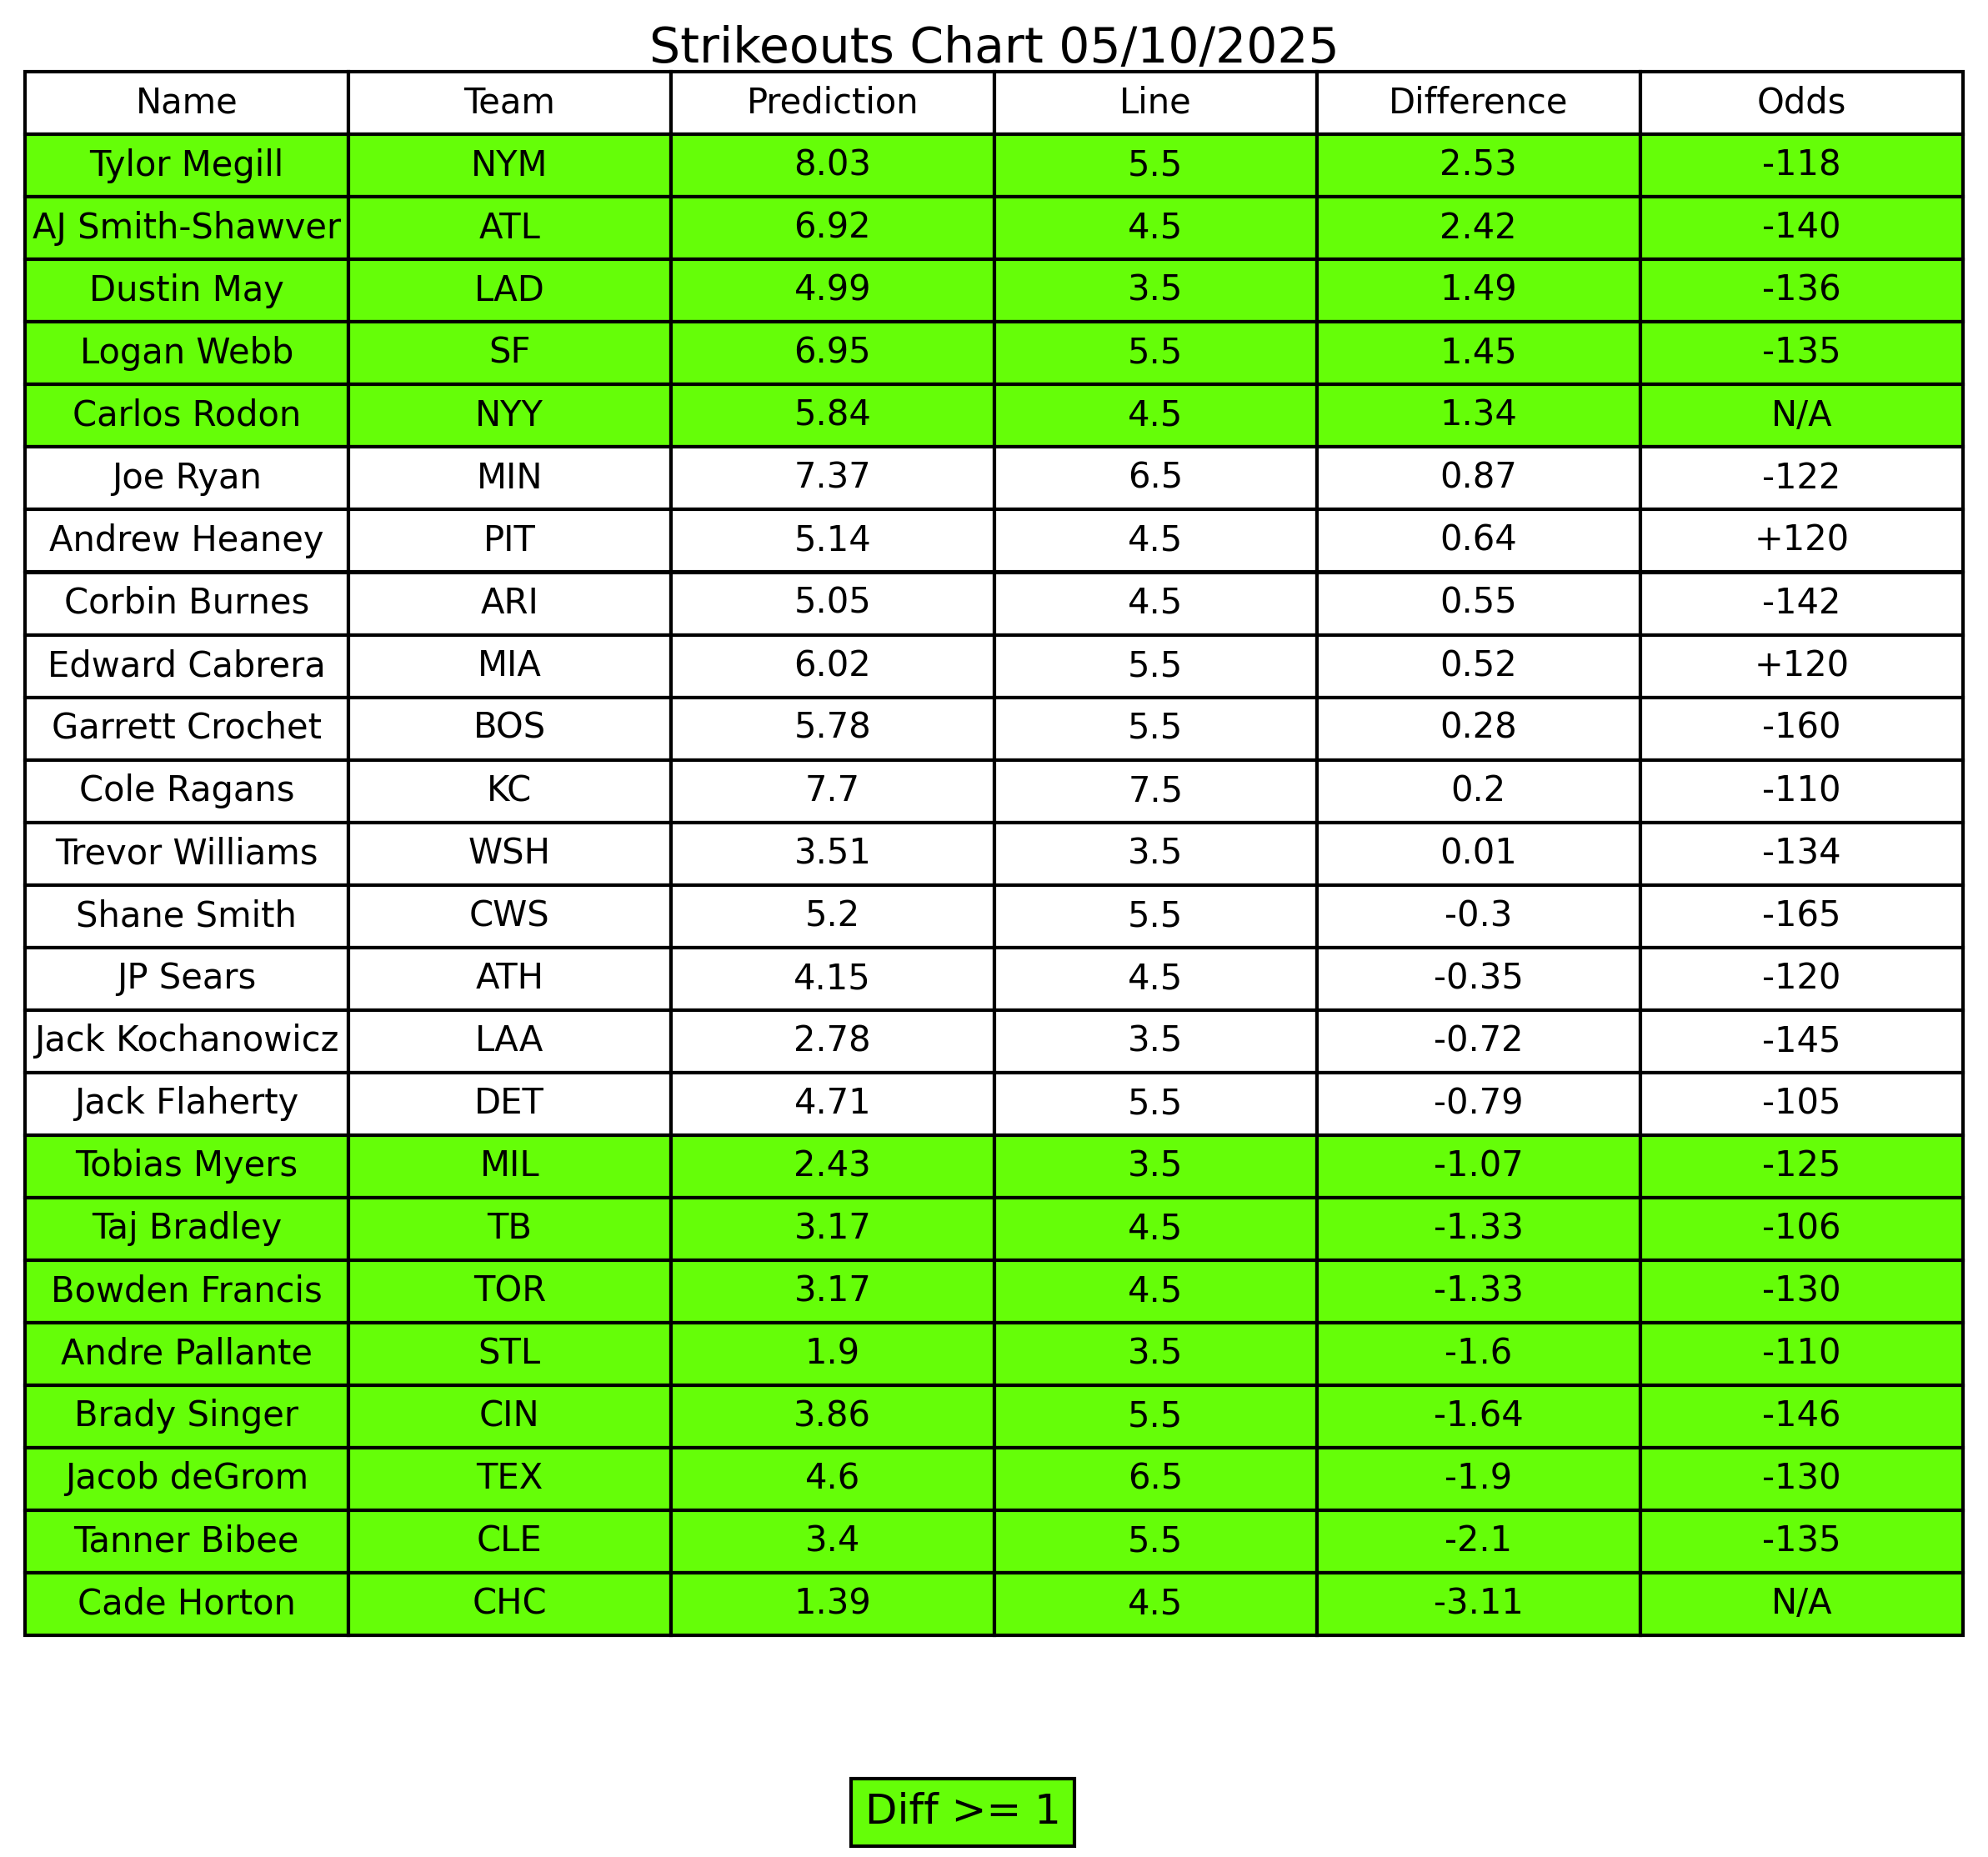 Strikeouts Chart 05/10/2025
Name Team Prediction Line Difference Odds
Tylor Megill NYM 8.03 5.5 2.53 -118
AJ Smith-Shawver ATL 6.92 4.5 2.42 -140
Dustin May LAD 4.99 3.5 1.49 -136
Logan Webb SF 6.95 5.5 1.45 -135
Carlos Rodon NYY 5.84 4.5 1.34 N/A
Joe Ryan MIN 7.37 6.5 0.87 -122
Andrew Heaney PIT 5.14 4.5 0.64 +120
Corbin Burnes ARI 5.05 4.5 0.55 -142
Edward Cabrera MIA 6.02 5.5 0.52 +120
Garrett Crochet BOS 5.78 5.5 0.28 -160
Cole Ragans KC 7.7 7.5 0.2 -110
Trevor Williams WSH 3.51 3.5 0.01 -134
Shane Smith CWS 5.2 5.5 -0.3 -165
JP Sears ATH 4.15 4.5 -0.35 -120
Jack Kochanowicz LAA 2.78 3.5 -0.72 -145
Jack Flaherty DET 4.71 5.5 -0.79 -105
Tobias Myers MIL 2.43 3.5 -1.07 -125
Taj Bradley TB 3.17 4.5 -1.33 -106
Bowden Francis TOR 3.17 4.5 -1.33 -130
Andre Pallante STL 1.9 3.5 -1.6 -110
Brady Singer CIN 3.86 5.5 -1.64 -146
Jacob deGrom TEX 4.6 6.5 -1.9 -130
Tanner Bibee CLE 3.4 5.5 -2.1 -135
Cade Horton CHC 1.39 4.5 -3.11 N/A
Diff >= 1